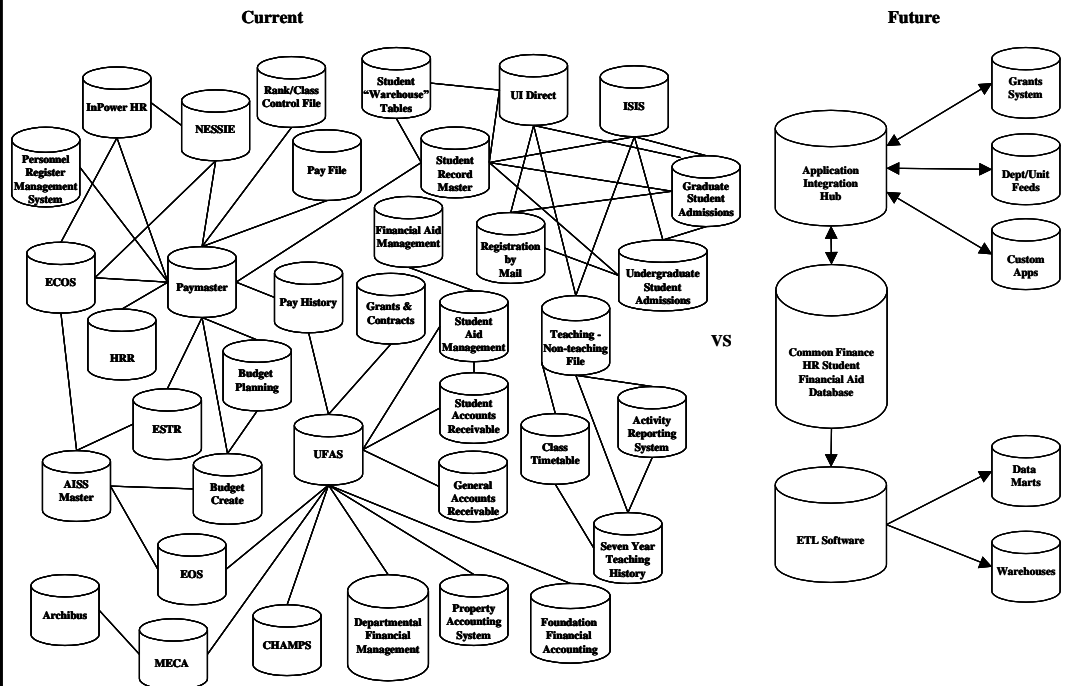 Current
Future
InPower HR
NESSIE
Rank/Class
Control File
Student
“Warehouse”
Tables
UI Direct
ISIS
Personnel
Register
Management
System
Pay File
Student
Record
Master
Graduate
Student
Admissions
Financial Aid
Management
Registration
by
Mail
Undergraduate
Student
Admissions
ECOS
Paymaster
Pay History
Grants &
Contracts
Student
Aid
Management
Teaching -
Non-teaching
File
HRR
Budget
Planning
Student
Accounts
Receivable
Activity
Reporting
System
ESTR
UFAS
Class
Timetable
AISS
Master
Budget
Create
General
Accounts
Receivable
Seven Year
Teaching
History
EOS
Archibus
MECA
CHAMPS
Departmental
Financial
Management
Property
Accounting
System
Foundation
Financial
Accounting
VS
Grants
System
Application
Integration
Hub
Dept/Unit
Feeds
Custom
Apps
Common Finance
HR Student
Financial Aid
Database
Data
Marts
ETL Software
Warehouses